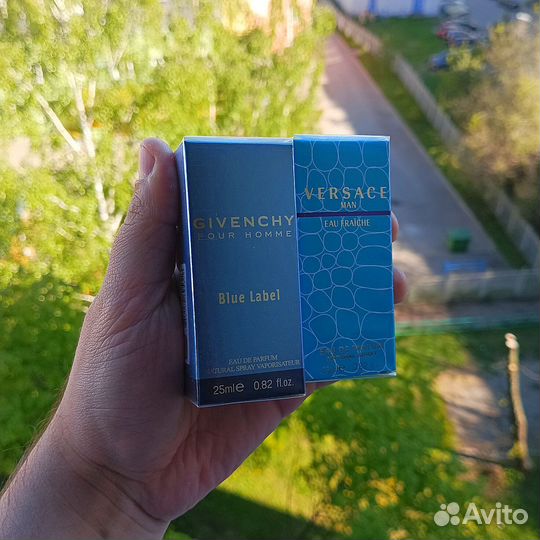 GIVENCHY
POUR HOMME
Blue Label
EAU DE PARFUM
NATURAL SPRAY VAPORISATEUR
25ml e 0.82 fl.oz.
VERSACE
MAN
EAU FRAÎCHE
Avito